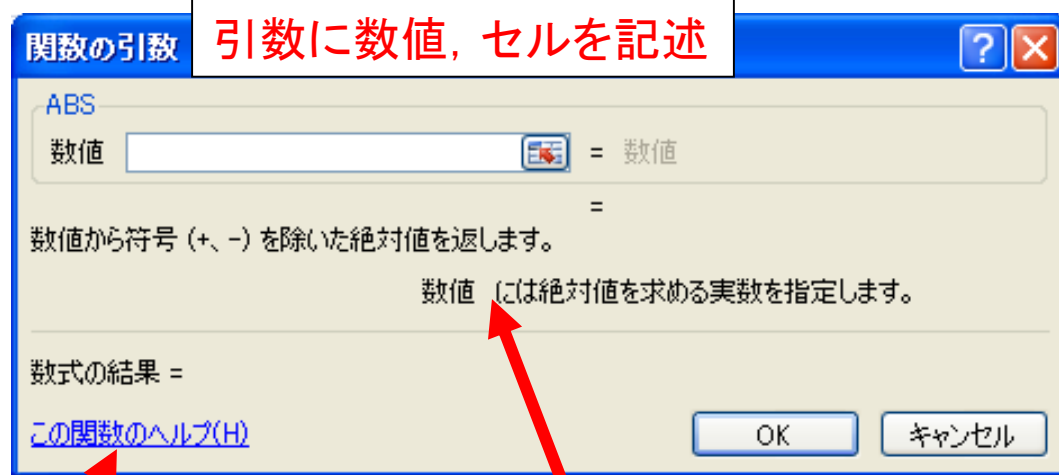 関数の引数
引数に数値，セルを記述
ABS
数値 = 数値
=
数値から符号 (+、-) を除いた絶対値を返します。
数値 には絶対値を求める実数を指定します。
数式の結果 =
この関数のヘルプ(H)
OK キャンセル